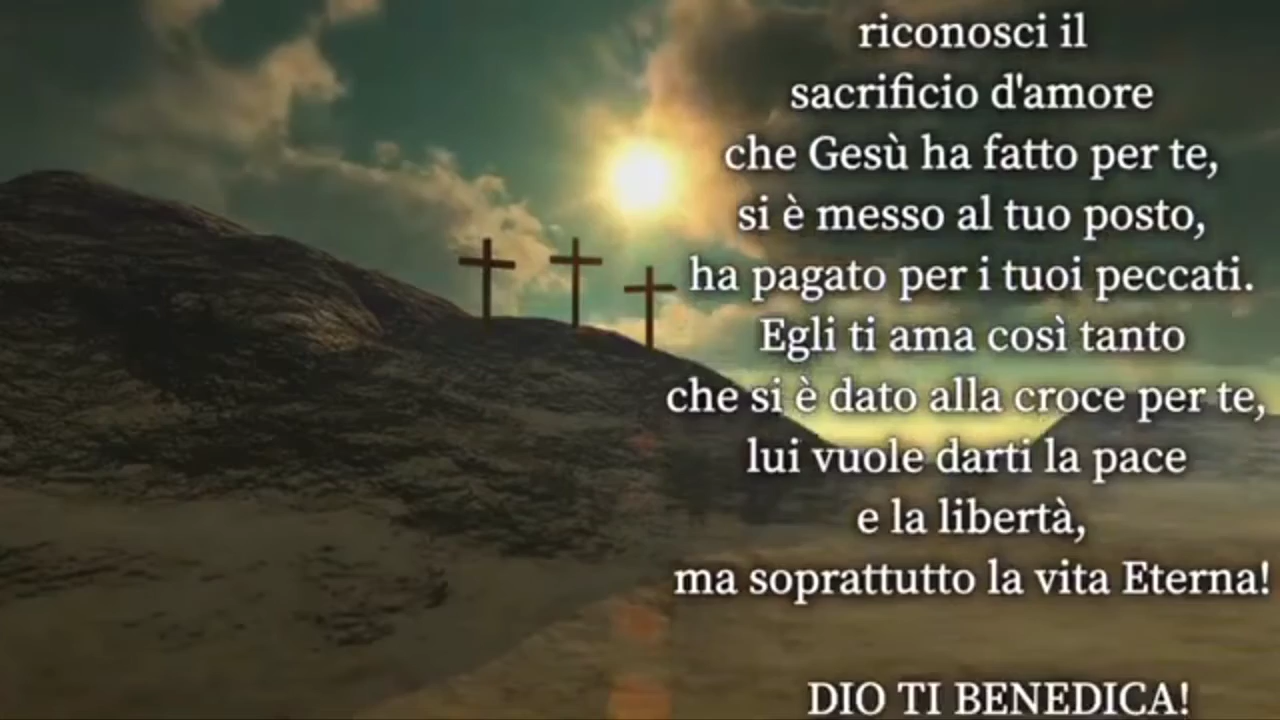 riconosci il
sacrificio d'amore
che Gesù ha fatto per te,
si è messo al tuo posto,
ha pagato per i tuoi peccati.
Egli ti ama così tanto
che si è dato alla croce per te,
lui vuole darti la pace
e la libertà,
ma soprattutto la vita Eterna!
DIO TI BENEDICA!